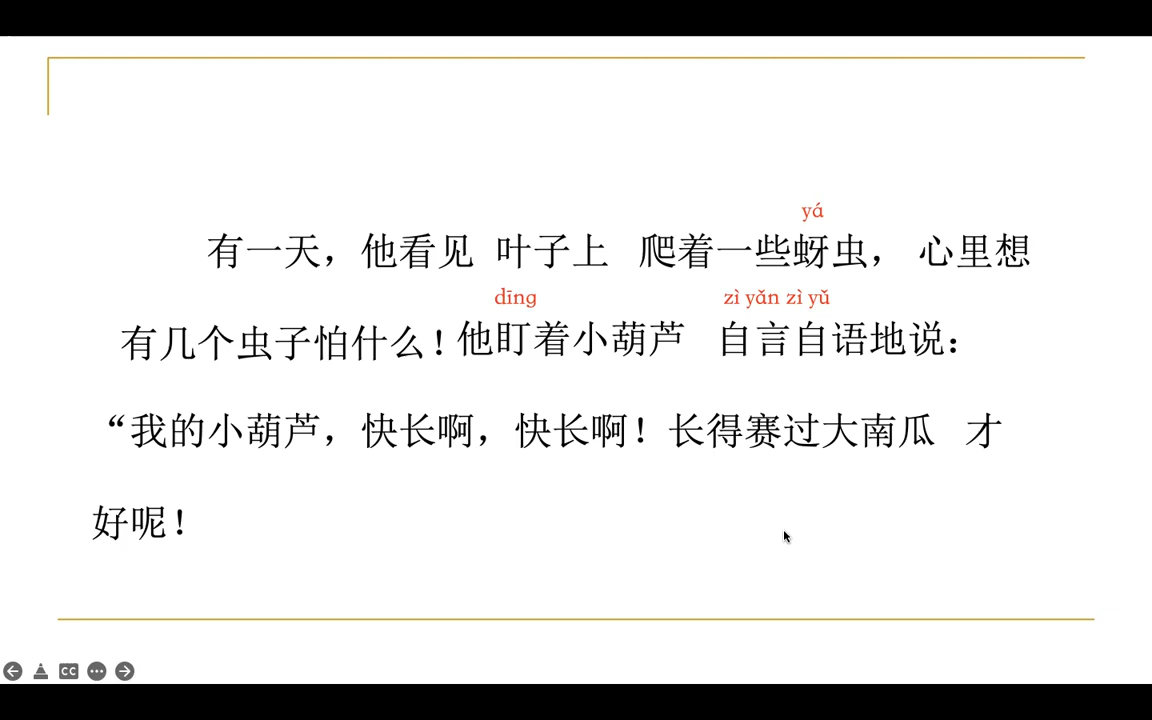 yá
有一天，他看见 叶子上 爬着一些蚜虫， 心里想
dīng zì yǎn zì yǔ
有几个虫子怕什么！他盯着小葫芦 自言自语地说：
“我的小葫芦，快长啊，快长啊！长得赛过大南瓜 才
好呢！
CC